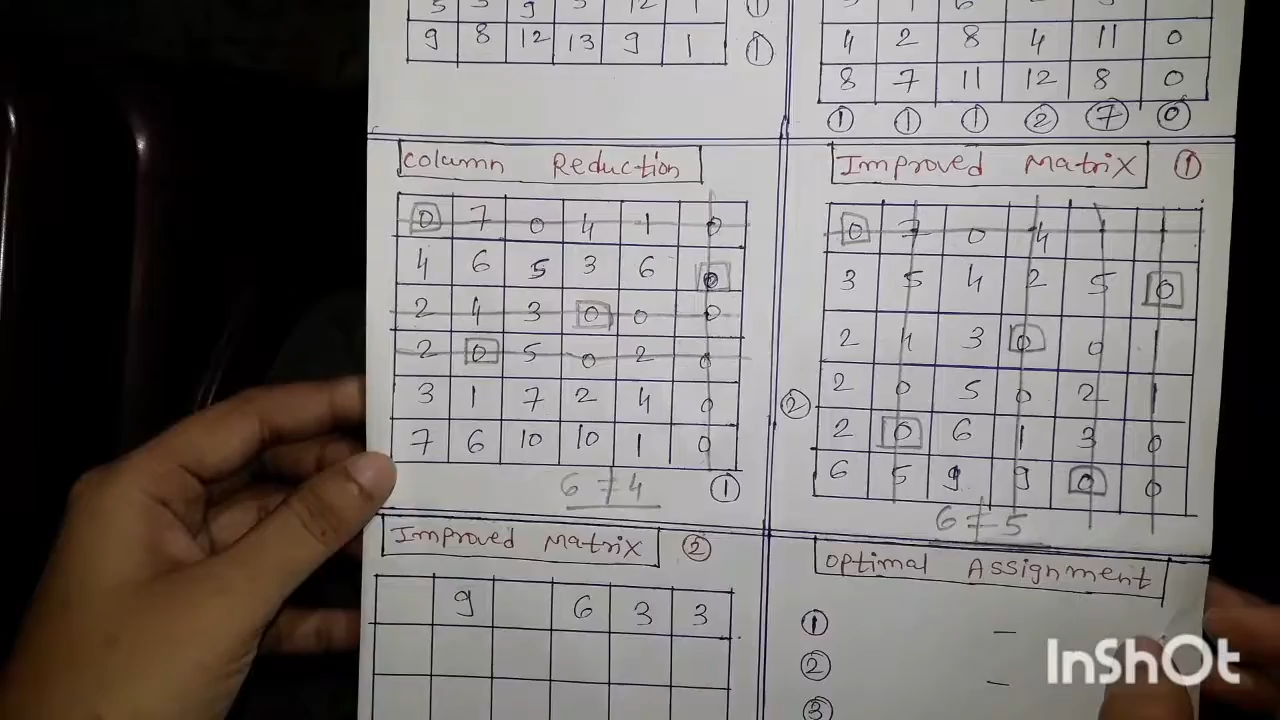 9 8 12 13 9 1 ①
4 2 8 4 11 0
8 7 11 12 8 0
① ① ① ② ⑦ ⓪
Column Reduction
0 7 0 4 1 0
4 6 5 3 6 0
2 4 3 0 0 0
2 0 5 0 2 0
3 1 7 2 4 0
7 6 10 10 1 0
6 ≠ 4 ①
Improved Matrix ①
0 7 0 4 1 1
3 5 4 2 5 0
2 4 3 0 0 1
2 0 5 0 2 1
② 2 0 6 1 3 0
6 5 9 9 0 0
6 ≠ 5
Improved Matrix ②
9 6 3 3
Optimal Assignment
① –
② –
③
InShOt